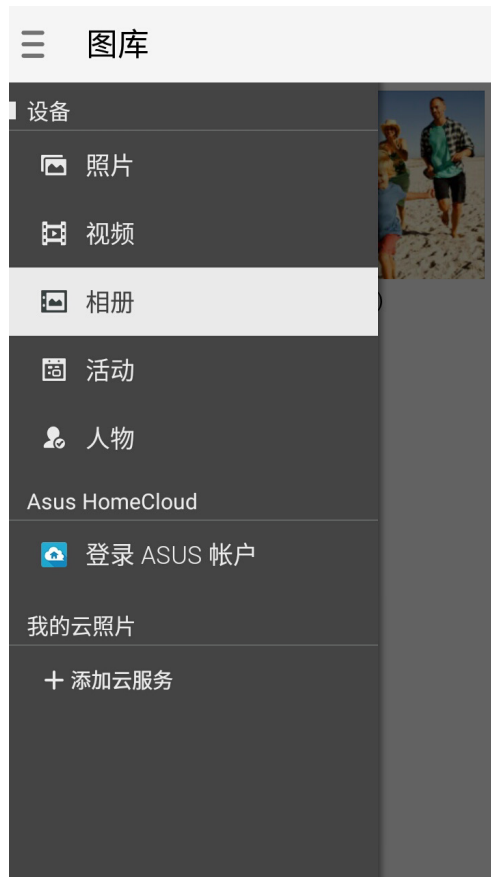 图库
设备
照片
视频
相册
)
活动
人物
Asus HomeCloud
登录 ASUS 帐户
我的云照片
添加云服务